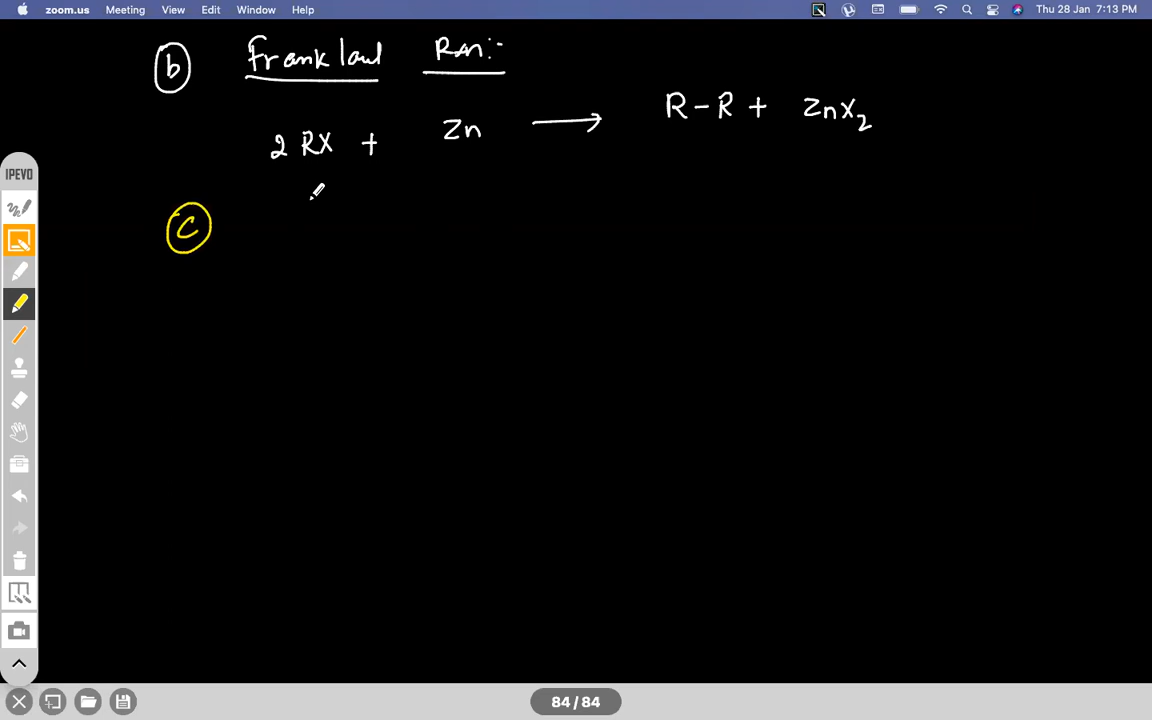 zoom.us Meeting View Edit Window Help Thu 28 Jan 7:13 PM
b Frankland Rxn:-
2 RX + Zn → R-R + ZnX₂
IPEVO
C
84 / 84